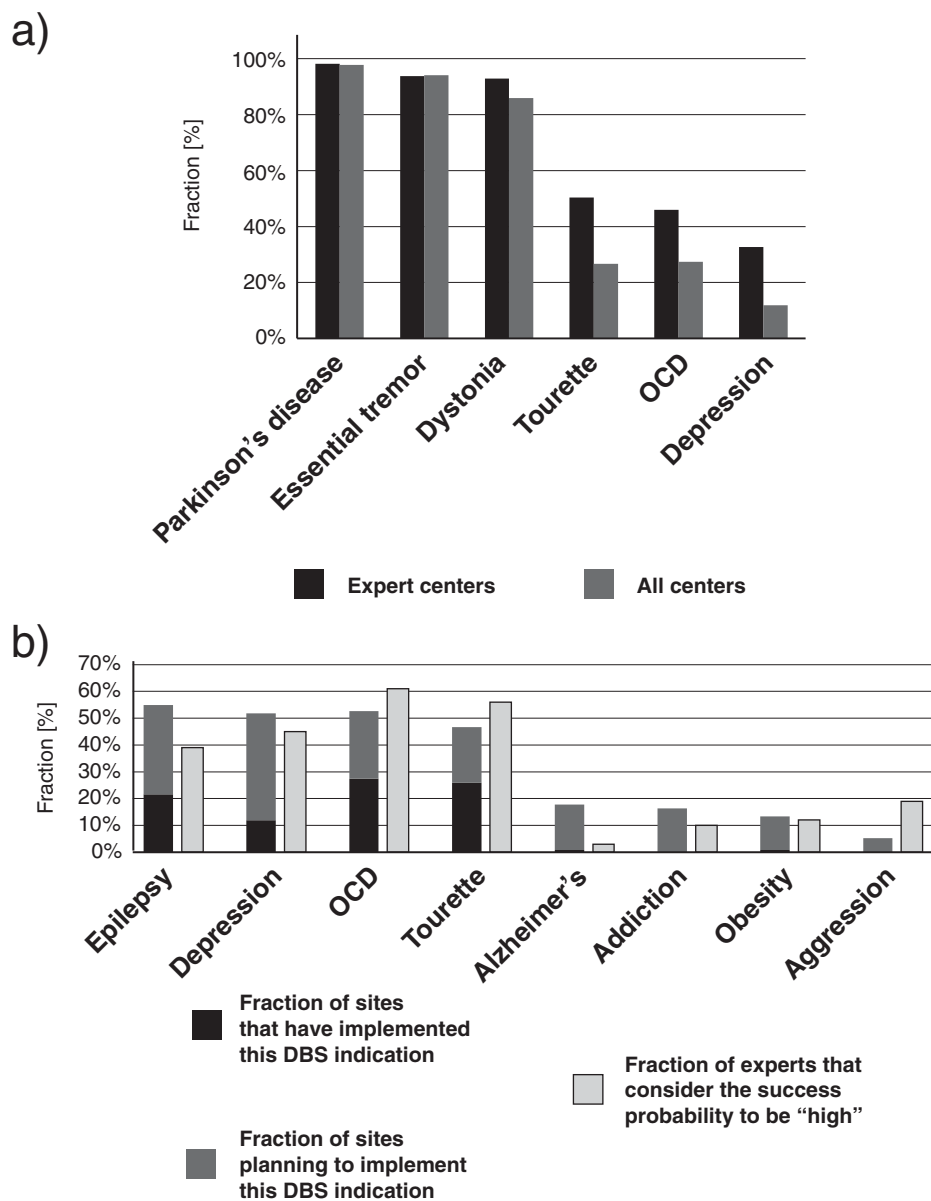 a)
100%
80%
60%
40%
20%
0%
Fraction [%]
Parkinson's disease
Essential tremor
Dystonia
Tourette
OCD
Depression
Expert centers
All centers
b)
70%
60%
50%
40%
30%
20%
10%
0%
Fraction [%]
Epilepsy
Depression
OCD
Tourette
Alzheimer's
Addiction
Obesity
Aggression
Fraction of sites
that have implemented
this DBS indication
Fraction of experts that
consider the success
probability to be “high”
Fraction of sites
planning to implement
this DBS indication